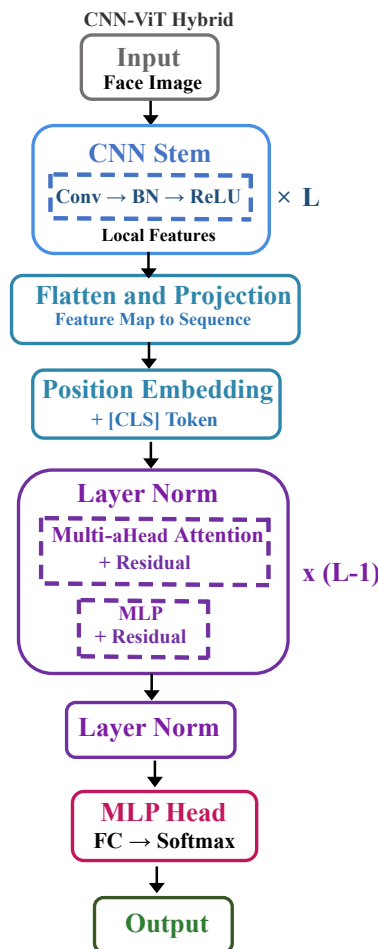 CNN-ViT Hybrid
Input
Face Image
CNN Stem
Conv → BN → ReLU
× L
Local Features
Flatten and Projection
Feature Map to Sequence
Position Embedding
+ [CLS] Token
Layer Norm
Multi-aHead Attention
+ Residual
x (L-1)
MLP
+ Residual
Layer Norm
MLP Head
FC → Softmax
Output